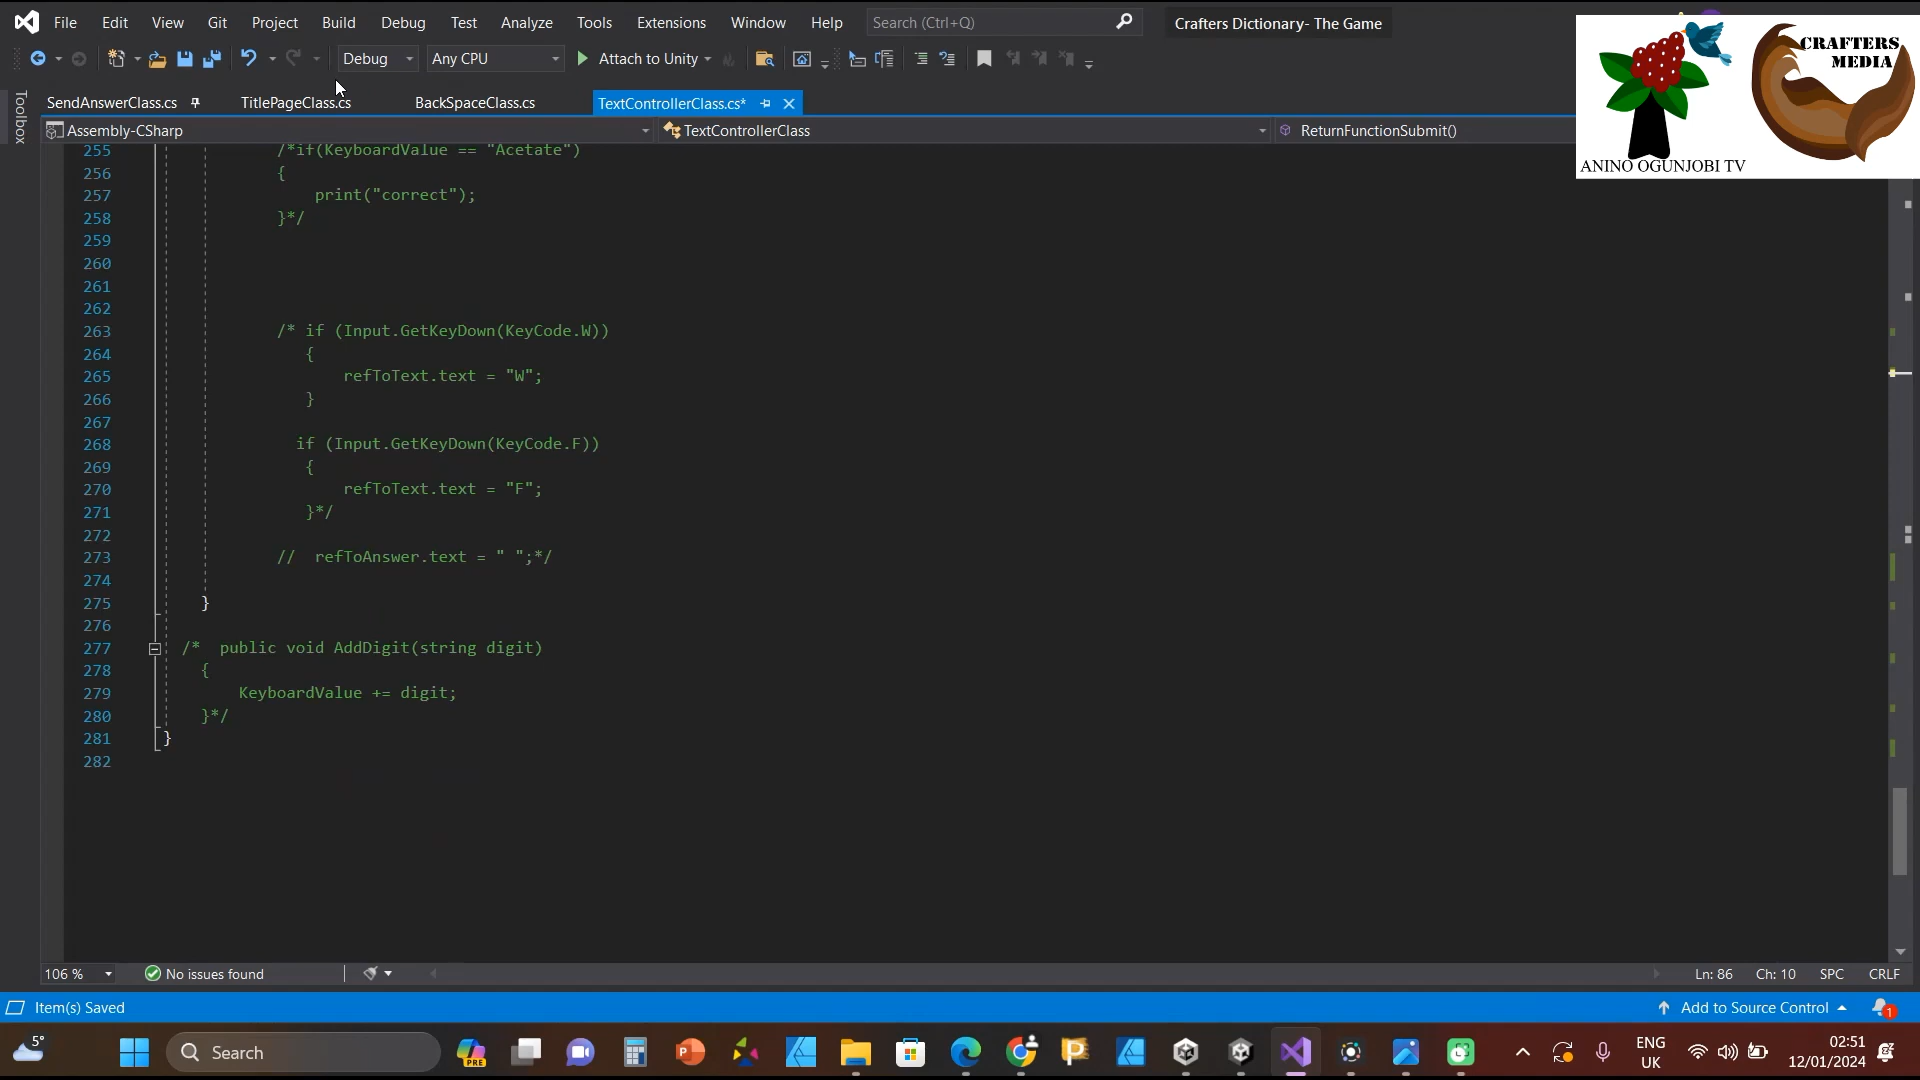 File Edit View Git Project Build Debug Test Analyze Tools Extensions Window Help Search (Ctrl+Q) Crafters Dictionary- The Game
Debug Any CPU Attach to Unity
CRAFTERS
MEDIA
ANINO OGUNJOBI TV
Toolbox
SendAnswerClass.cs TitlePageClass.cs BackSpaceClass.cs TextControllerClass.cs*
Assembly-CSharp TextControllerClass ReturnFunctionSubmit()
255 /*if(KeyboardValue == "Acetate")
256 {
257 print("correct");
258 }*/
259
260
261
262
263 /* if (Input.GetKeyDown(KeyCode.W))
264 {
265 refToText.text = "W";
266 }
267
268 if (Input.GetKeyDown(KeyCode.F))
269 {
270 refToText.text = "F";
271 }*/
272
273 // refToAnswer.text = " ";*/
274
275 }
276
277 /* public void AddDigit(string digit)
278 {
279 KeyboardValue += digit;
280 }*/
281 }
282
106 % No issues found Ln: 86 Ch: 10 SPC CRLF
Item(s) Saved Add to Source Control 1
5° Search PRE ENG 02:51
UK 12/01/2024